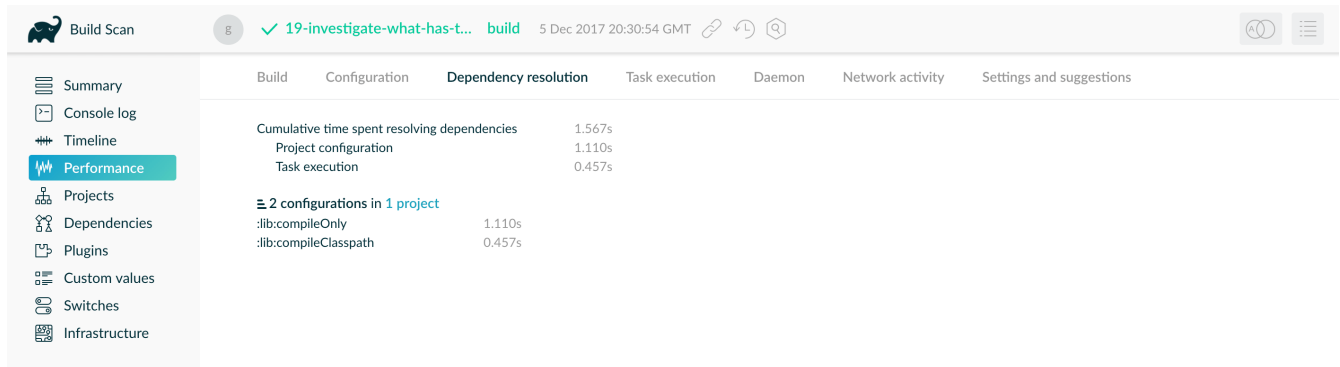 Build Scan
g
19-investigate-what-has-t... build 5 Dec 2017 20:30:54 GMT
A
Summary
Console log
Timeline
Performance
Projects
Dependencies
Plugins
Custom values
Switches
Infrastructure
Build Configuration Dependency resolution Task execution Daemon Network activity Settings and suggestions
Cumulative time spent resolving dependencies 1.567s
Project configuration 1.110s
Task execution 0.457s
2 configurations in 1 project
:lib:compileOnly 1.110s
:lib:compileClasspath 0.457s